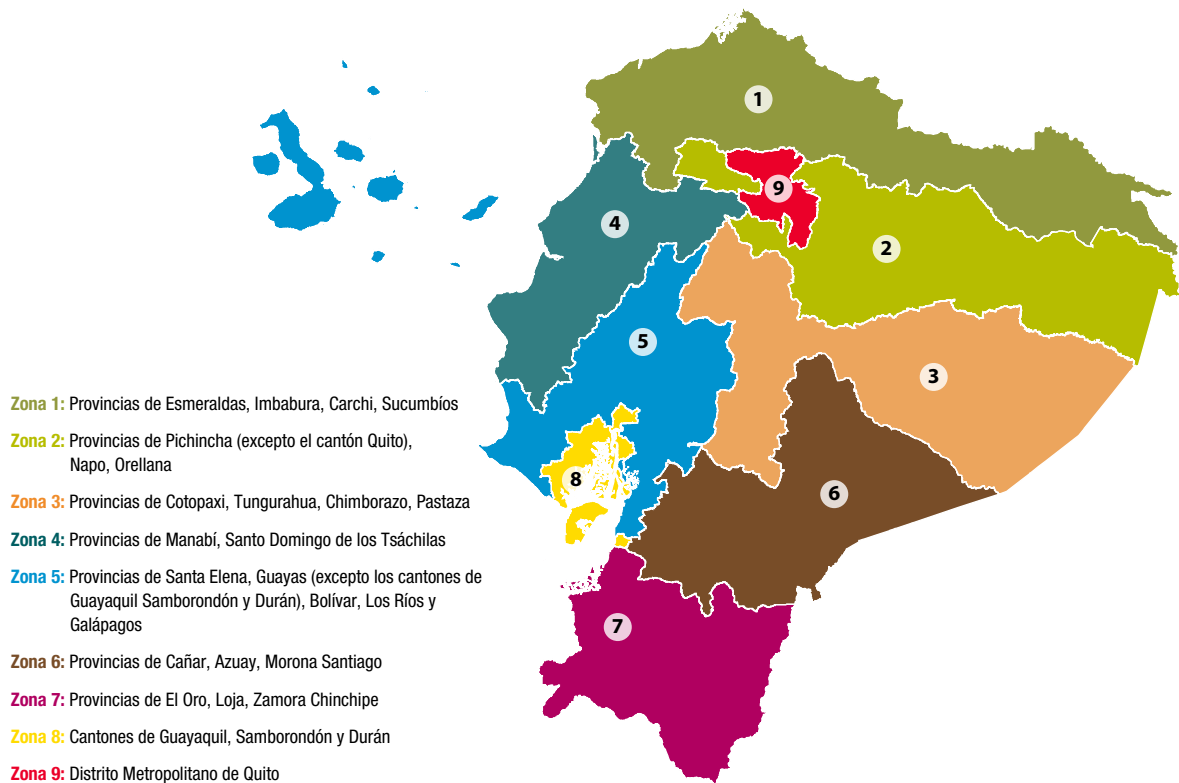 1
9
4
2
5
3
8
6
7
Zona 1: Provincias de Esmeraldas, Imbabura, Carchi, Sucumbíos
Zona 2: Provincias de Pichincha (excepto el cantón Quito),
Napo, Orellana
Zona 3: Provincias de Cotopaxi, Tungurahua, Chimborazo, Pastaza
Zona 4: Provincias de Manabí, Santo Domingo de los Tsáchilas
Zona 5: Provincias de Santa Elena, Guayas (excepto los cantones de
Guayaquil Samborondón y Durán), Bolívar, Los Ríos y
Galápagos
Zona 6: Provincias de Cañar, Azuay, Morona Santiago
Zona 7: Provincias de El Oro, Loja, Zamora Chinchipe
Zona 8: Cantones de Guayaquil, Samborondón y Durán
Zona 9: Distrito Metropolitano de Quito